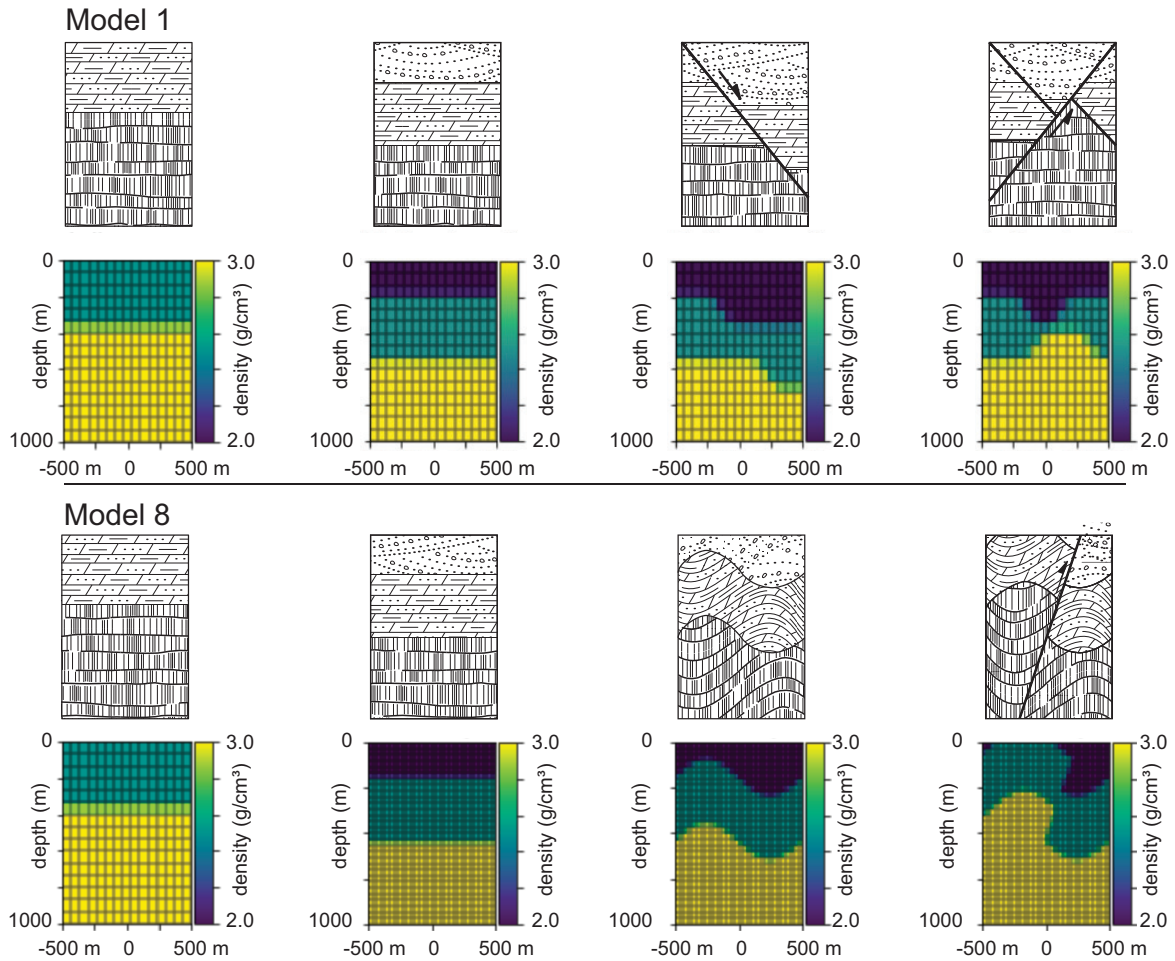 Model 1
0 3.0 0 3.0 0 3.0 0 3.0
depth (m) density (g/cm³) depth (m) density (g/cm³) depth (m) density (g/cm³) depth (m) density (g/cm³)
1000 2.0 1000 2.0 1000 2.0 1000 2.0
-500 m 0 500 m -500 m 0 500 m -500 m 0 500 m -500 m 0 500 m
Model 8
0 3.0 0 3.0 0 3.0 0 3.0
depth (m) density (g/cm³) depth (m) density (g/cm³) depth (m) density (g/cm³) depth (m) density (g/cm³)
1000 2.0 1000 2.0 1000 2.0 1000 2.0
-500 m 0 500 m -500 m 0 500 m -500 m 0 500 m -500 m 0 500 m